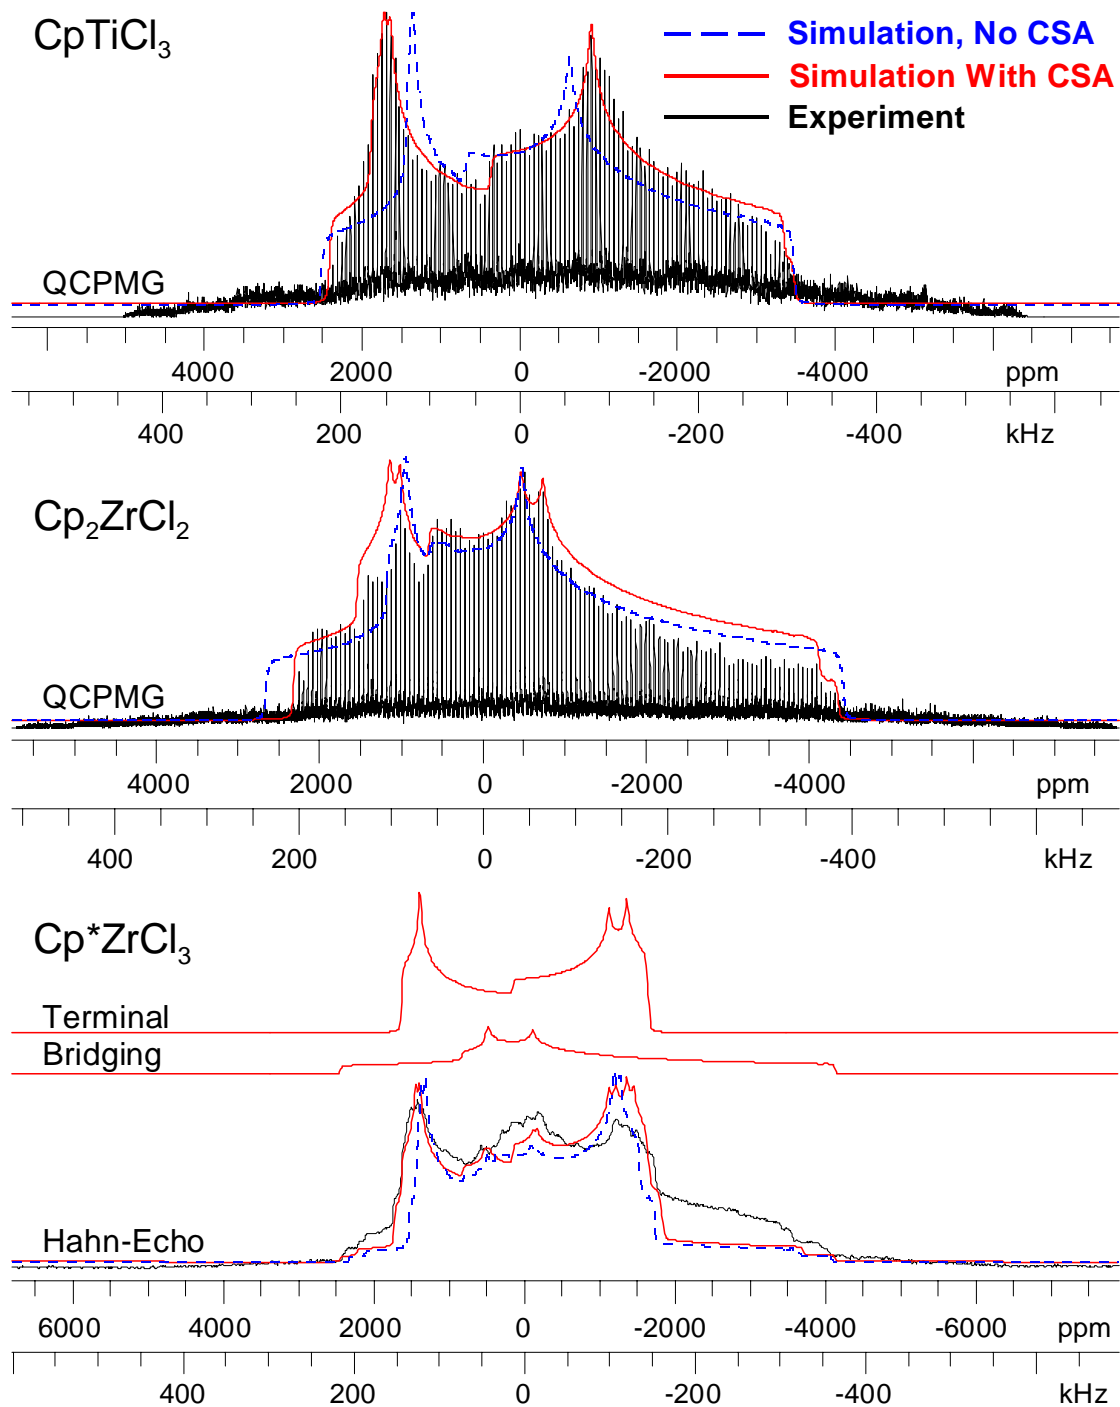 CpTiCl₃
Simulation, No CSA
Simulation With CSA
Experiment
QCPMG
4000 2000 0 -2000 -4000 ppm
400 200 0 -200 -400 kHz
Cp₂ZrCl₂
QCPMG
4000 2000 0 -2000 -4000 ppm
400 200 0 -200 -400 kHz
Cp*ZrCl₃
Terminal
Bridging
Hahn-Echo
6000 4000 2000 0 -2000 -4000 -6000 ppm
400 200 0 -200 -400 kHz